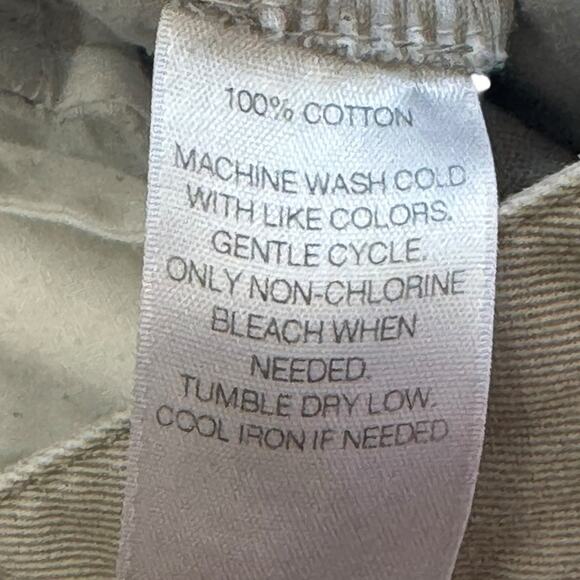 100% COTTON
MACHINE WASH COLD
WITH LIKE COLORS.
GENTLE CYCLE.
ONLY NON-CHLORINE
BLEACH WHEN
NEEDED.
TUMBLE DRY LOW.
COOL IRON IF NEEDED